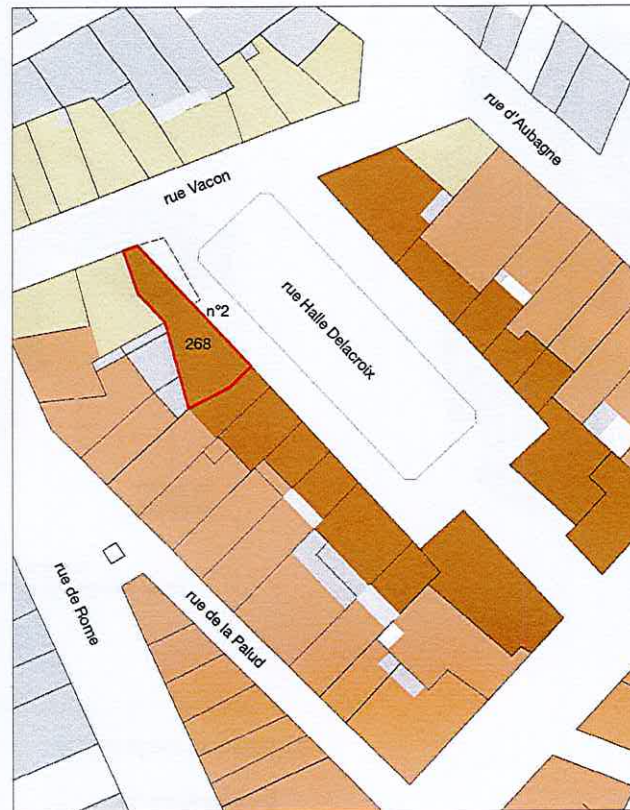 rue d'Aubagne
rue Vacon
rue Halle Delacroix
n°2
268
rue de Rome
rue de la Palud